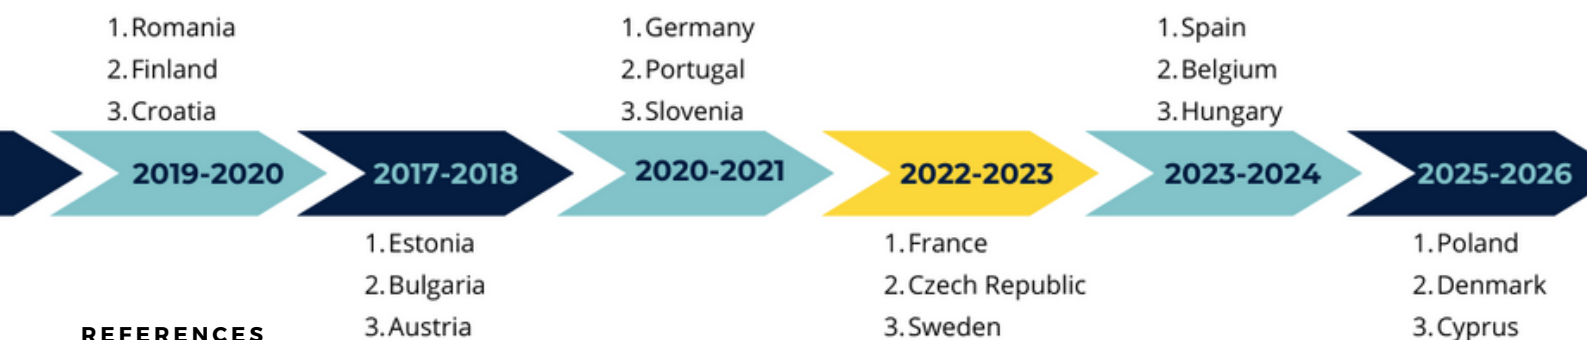 1.Romania
2.Finland
3.Croatia
1.Germany
2.Portugal
3.Slovenia
1.Spain
2.Belgium
3.Hungary
2019-2020
2017-2018
2020-2021
2022-2023
2023-2024
2025-2026
1.Estonia
2.Bulgaria
3.Austria
1.France
2.Czech Republic
3.Sweden
1.Poland
2.Denmark
3.Cyprus
REFERENCES